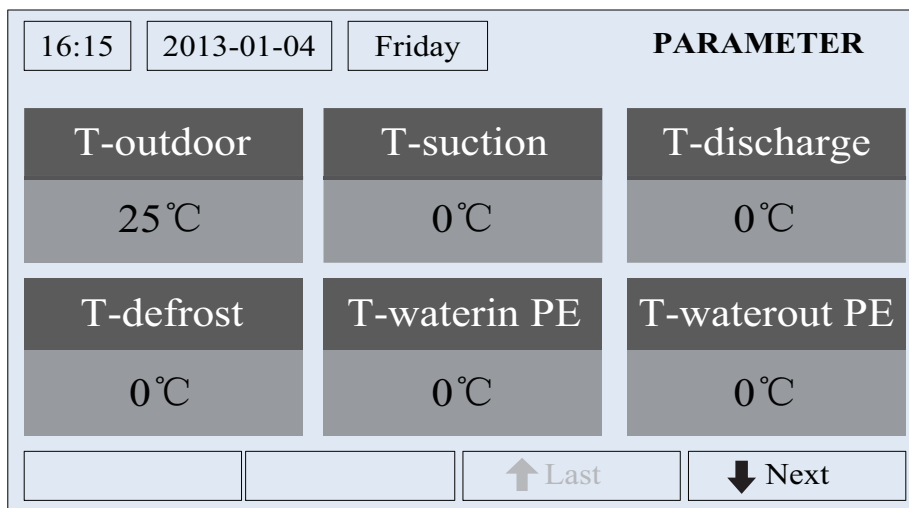 16:15 2013-01-04 Friday PARAMETER
T-outdoor T-suction T-discharge
25℃ 0℃ 0℃
T-defrost T-waterin PE T-waterout PE
0℃ 0℃ 0℃
Last Next